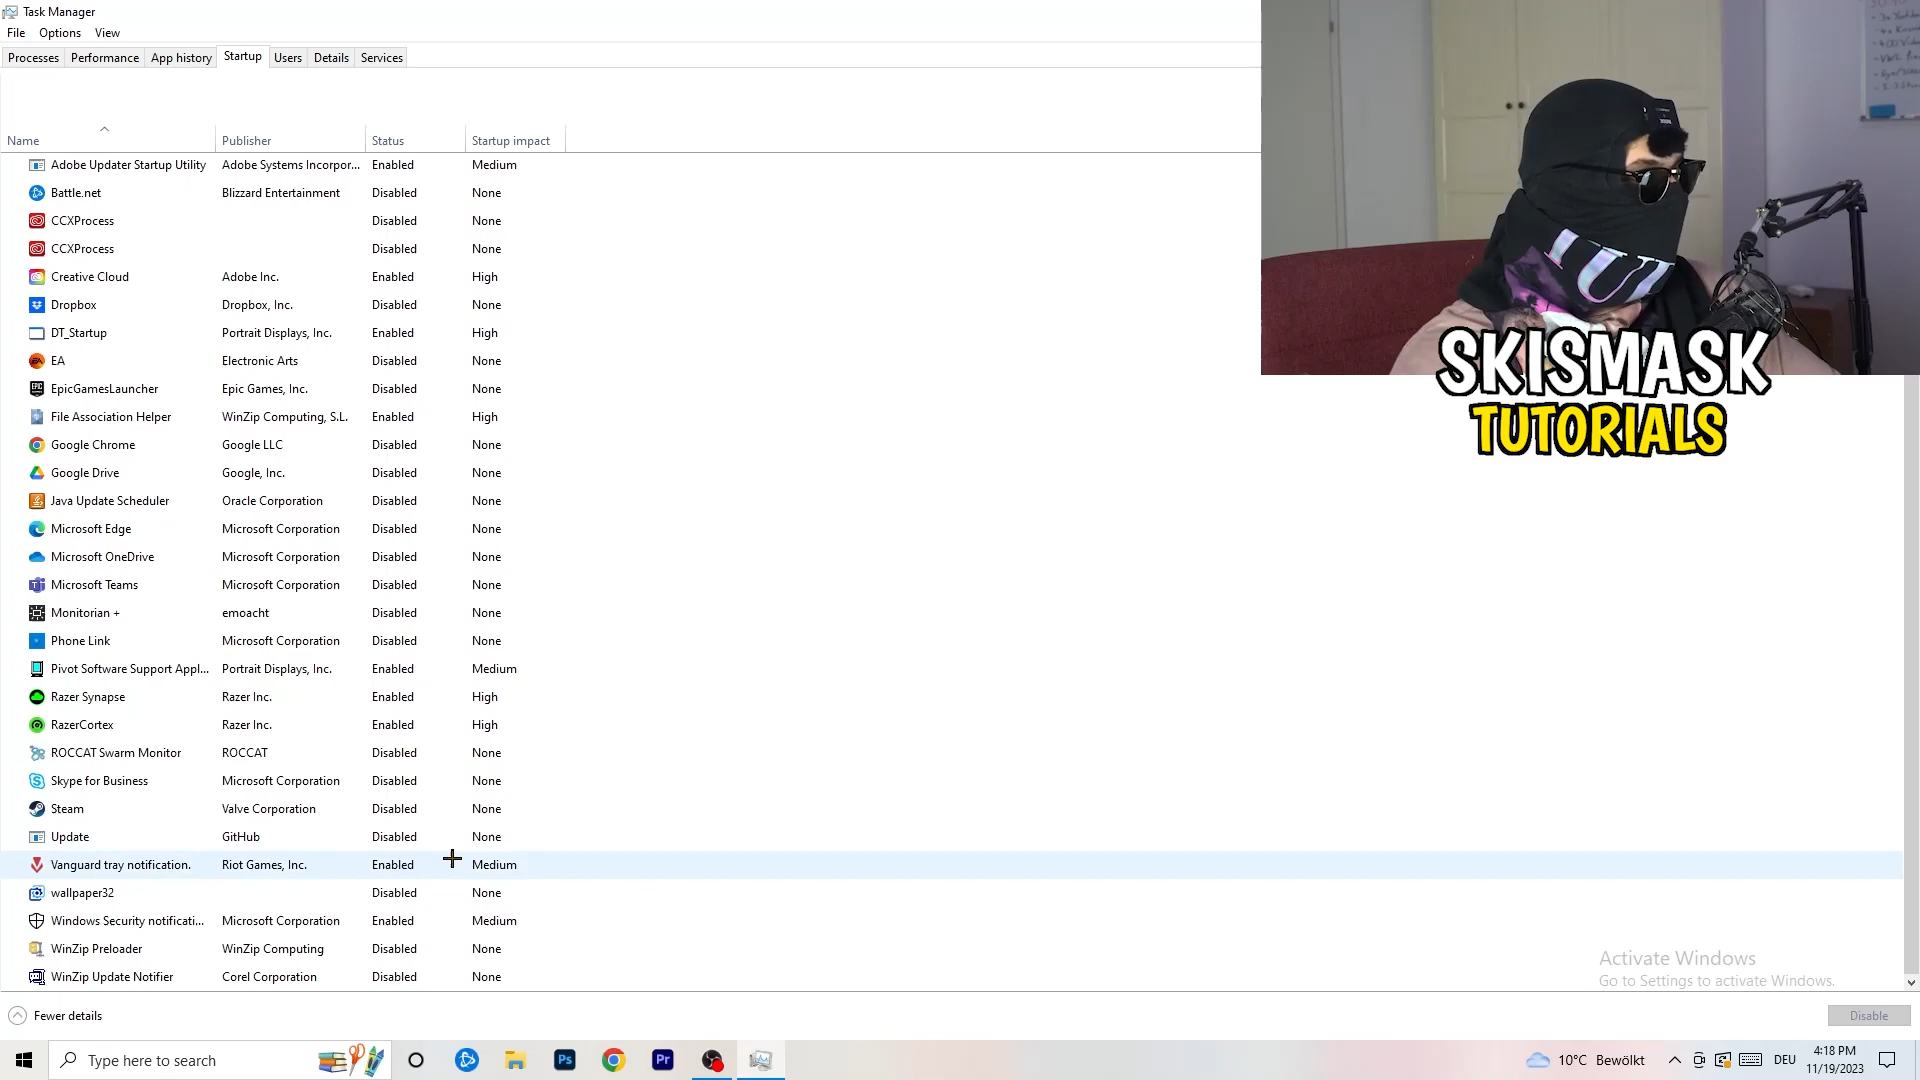 Task Manager
File Options View
Processes Performance App history Startup Users Details Services
Name Publisher Status Startup impact
Adobe Updater Startup Utility Adobe Systems Incorpor... Enabled Medium
Battle.net Blizzard Entertainment Disabled None
CCXProcess Disabled None
CCXProcess Disabled None
Creative Cloud Adobe Inc. Enabled High
Dropbox Dropbox, Inc. Disabled None
DT_Startup Portrait Displays, Inc. Enabled High
EA Electronic Arts Disabled None
EpicGamesLauncher Epic Games, Inc. Disabled None
File Association Helper WinZip Computing, S.L. Enabled High
Google Chrome Google LLC Disabled None
Google Drive Google, Inc. Disabled None
Java Update Scheduler Oracle Corporation Disabled None
Microsoft Edge Microsoft Corporation Disabled None
Microsoft OneDrive Microsoft Corporation Disabled None
Microsoft Teams Microsoft Corporation Disabled None
Monitorian + emoacht Disabled None
Phone Link Microsoft Corporation Disabled None
Pivot Software Support Appl... Portrait Displays, Inc. Enabled Medium
Razer Synapse Razer Inc. Enabled High
RazerCortex Razer Inc. Enabled High
ROCCAT Swarm Monitor ROCCAT Disabled None
Skype for Business Microsoft Corporation Disabled None
Steam Valve Corporation Disabled None
Update GitHub Disabled None
Vanguard tray notification. Riot Games, Inc. Enabled Medium
wallpaper32 Disabled None
Windows Security notificati... Microsoft Corporation Enabled Medium
WinZip Preloader WinZip Computing Disabled None
WinZip Update Notifier Corel Corporation Disabled None
SKISMASK
TUTORIALS
Activate Windows
Go to Settings to activate Windows.
Fewer details
Disable
Type here to search
Ps
Pr
10°C Bewölkt
DEU
4:18 PM
11/19/2023